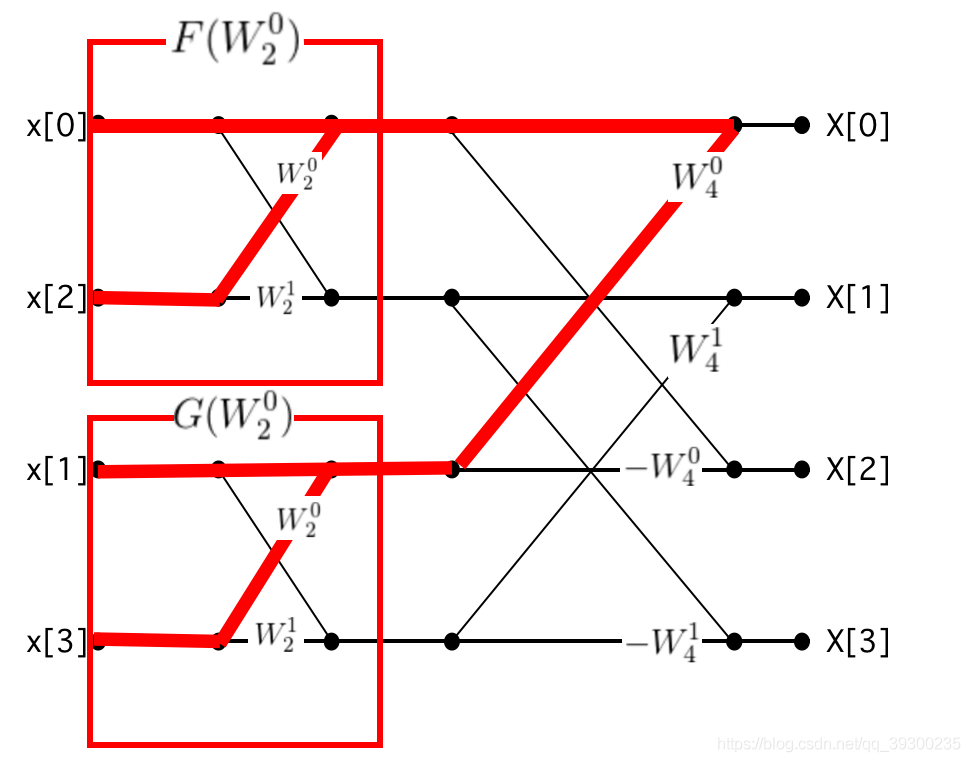 F(W_2^0)
x[0] X[0]
W_2^0 W_4^0
x[2] W_2^1 X[1]
W_4^1
G(W_2^0)
x[1] -W_4^0 X[2]
W_2^0
x[3] W_2^1 -W_4^1 X[3]
https://blog.csdn.net/qq_39300235